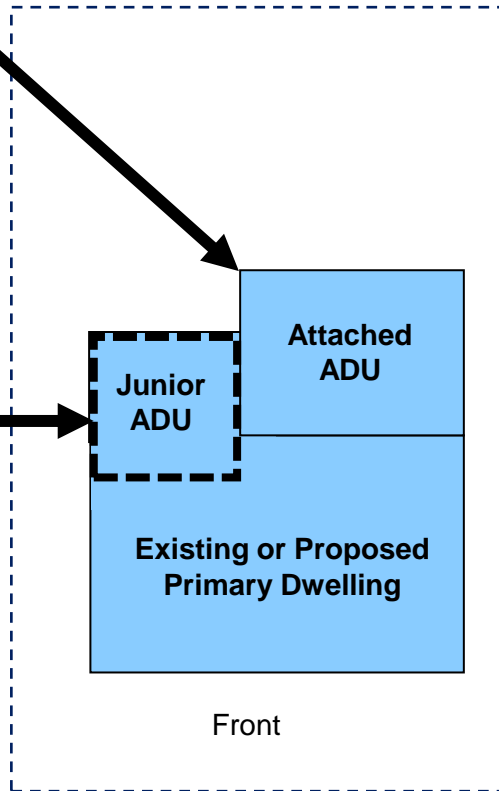 Attached
ADU
Junior
ADU
Existing or Proposed
Primary Dwelling
Front